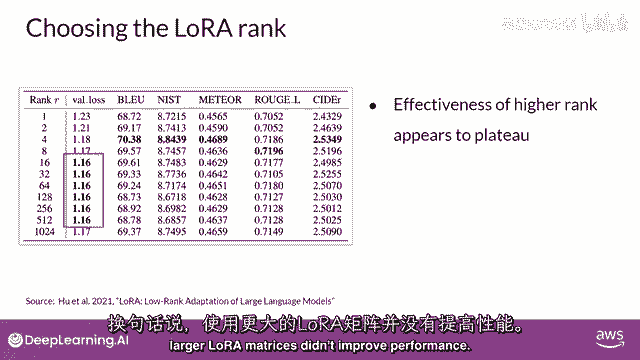 Choosing the LoRA rank
Rank r val_loss BLEU NIST METEOR ROUGE_L CIDEr
1 1.23 68.72 8.7215 0.4565 0.7052 2.4329
2 1.21 69.17 8.7413 0.4590 0.7052 2.4639
4 1.18 70.38 8.8439 0.4689 0.7186 2.5349
8 1.17 69.57 8.7457 0.4636 0.7196 2.5196
16 1.16 69.61 8.7483 0.4629 0.7177 2.4985
32 1.16 69.33 8.7736 0.4642 0.7105 2.5255
64 1.16 69.24 8.7174 0.4651 0.7180 2.5070
128 1.16 68.73 8.6718 0.4628 0.7127 2.5030
256 1.16 68.92 8.6982 0.4629 0.7128 2.5012
512 1.16 68.78 8.6857 0.4637 0.7128 2.5025
1024 1.17 69.37 8.7495 0.4659 0.7149 2.5090
• Effectiveness of higher rank
appears to plateau
Source: Hu et al. 2021, "LoRA: Low-Rank Adaptation of Large Language Models"
换句话说，使用更大的LoRA矩阵并没有提高性能。
larger LoRA matrices didn't improve performance.
DeepLearning.AI
aws